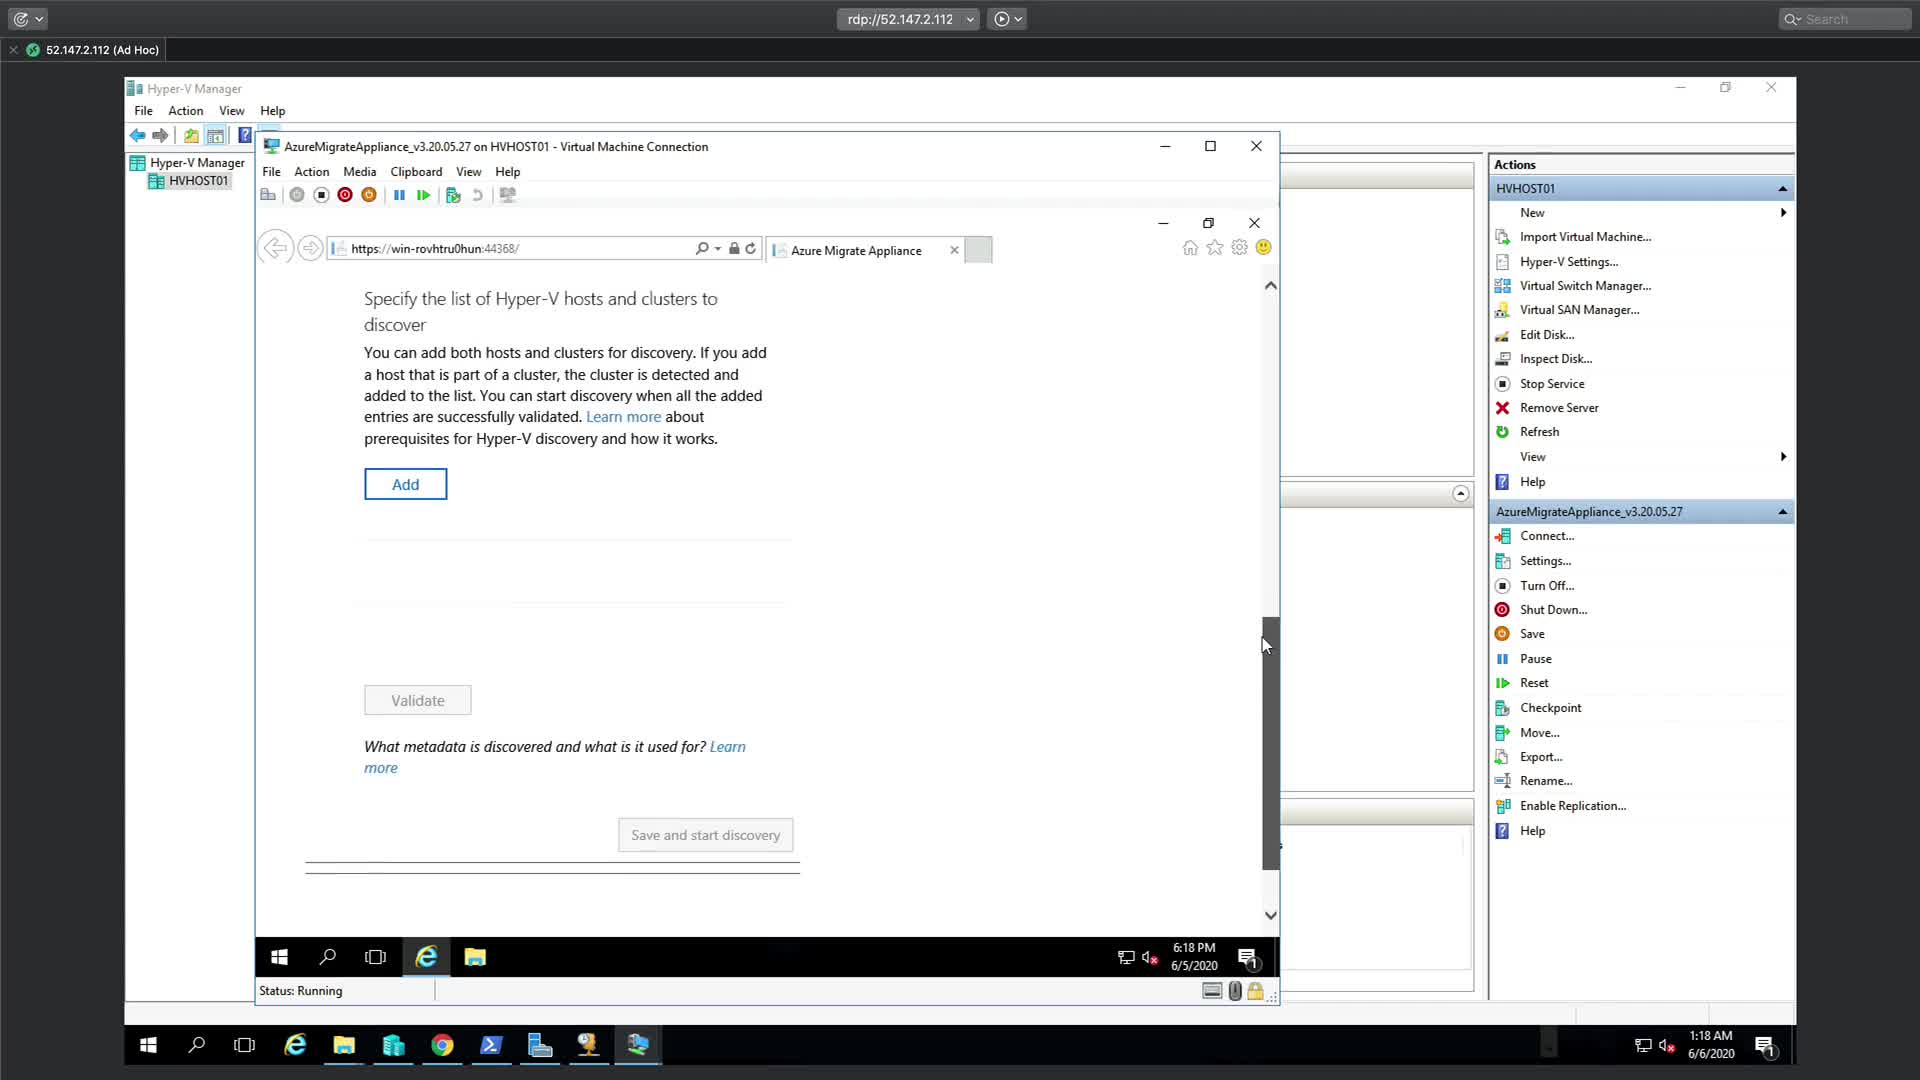 rdp://52.147.2.112
Search
52.147.2.112 (Ad Hoc)
Hyper-V Manager
File Action View Help
Hyper-V Manager
HVHOST01
AzureMigrateAppliance_v3.20.05.27 on HVHOST01 - Virtual Machine Connection
File Action Media Clipboard View Help
https://win-rovhtru0hun:44368/
Azure Migrate Appliance
Specify the list of Hyper-V hosts and clusters to
discover
You can add both hosts and clusters for discovery. If you add
a host that is part of a cluster, the cluster is detected and
added to the list. You can start discovery when all the added
entries are successfully validated. Learn more about
prerequisites for Hyper-V discovery and how it works.
Add
Validate
What metadata is discovered and what is it used for? Learn
more
Save and start discovery
6:18 PM
6/5/2020
1
Status: Running
Actions
HVHOST01
New
Import Virtual Machine...
Hyper-V Settings...
Virtual Switch Manager...
Virtual SAN Manager...
Edit Disk...
Inspect Disk...
Stop Service
Remove Server
Refresh
View
Help
AzureMigrateAppliance_v3.20.05.27
Connect...
Settings...
Turn Off...
Shut Down...
Save
Pause
Reset
Checkpoint
Move...
Export...
Rename...
Enable Replication...
Help
1:18 AM
6/6/2020
1